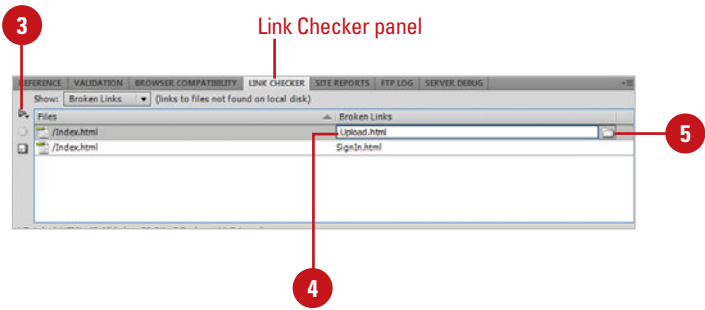 3
Link Checker panel
REFERENCE VALIDATION BROWSER COMPATIBILITY LINK CHECKER SITE REPORTS FTP LOG SERVER DEBUG
Show: Broken Links (links to files not found on local disk)
Files Broken Links
/Index.html Upload.html
5
/Index.html SignIn.html
4